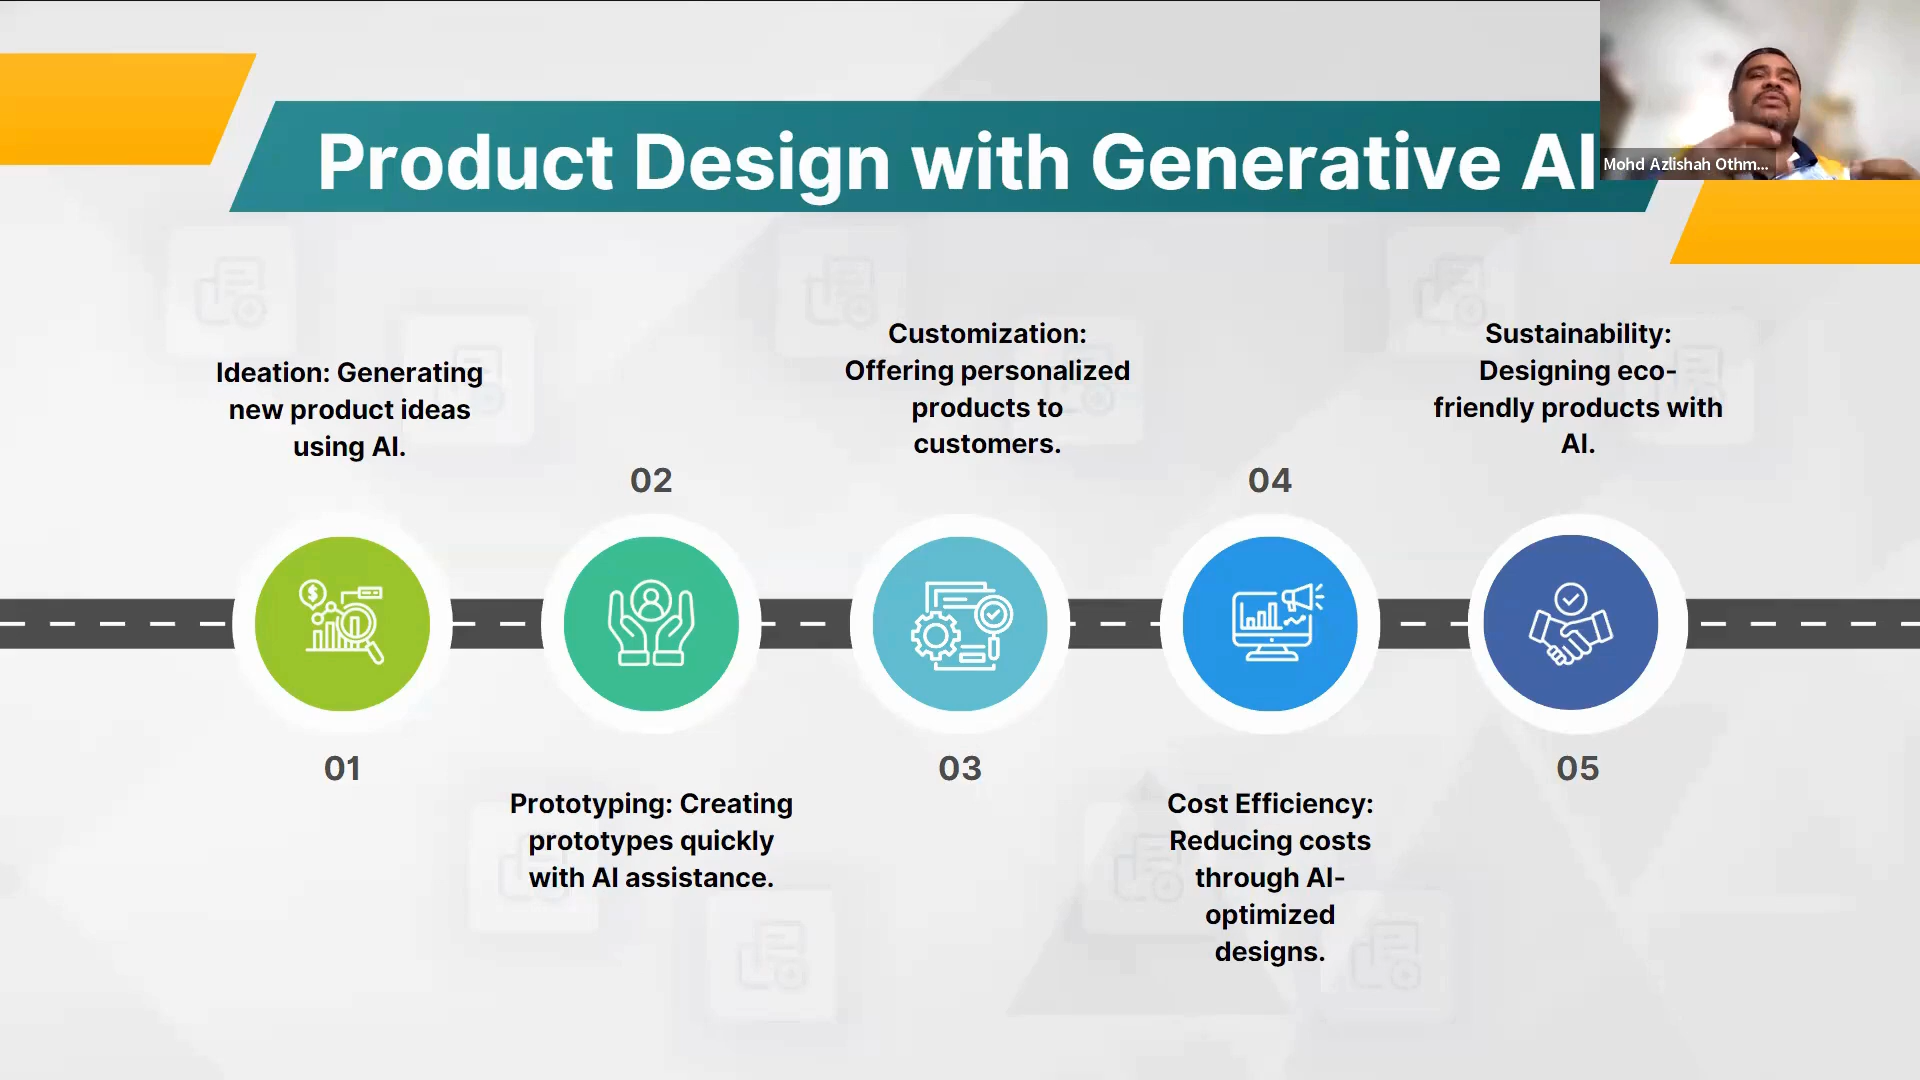 Product Design with Generative AI
Mohd Azlishah Othm...
Ideation: Generating
new product ideas
using AI.
01
02
Prototyping: Creating
prototypes quickly
with AI assistance.
Customization:
Offering personalized
products to
customers.
03
04
Cost Efficiency:
Reducing costs
through AI-
optimized
designs.
Sustainability:
Designing eco-
friendly products with
AI.
05